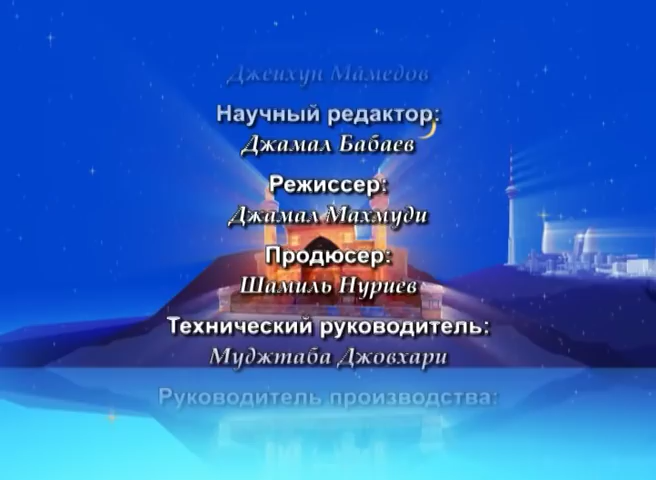 Джейхун Мамедов
Научный редактор:
Джамал Бабаев
Режиссер:
Джамал Махмуди
Продюсер:
Шамиль Нуриев
Технический руководитель:
Муджтаба Джовхари
Руководитель производства: